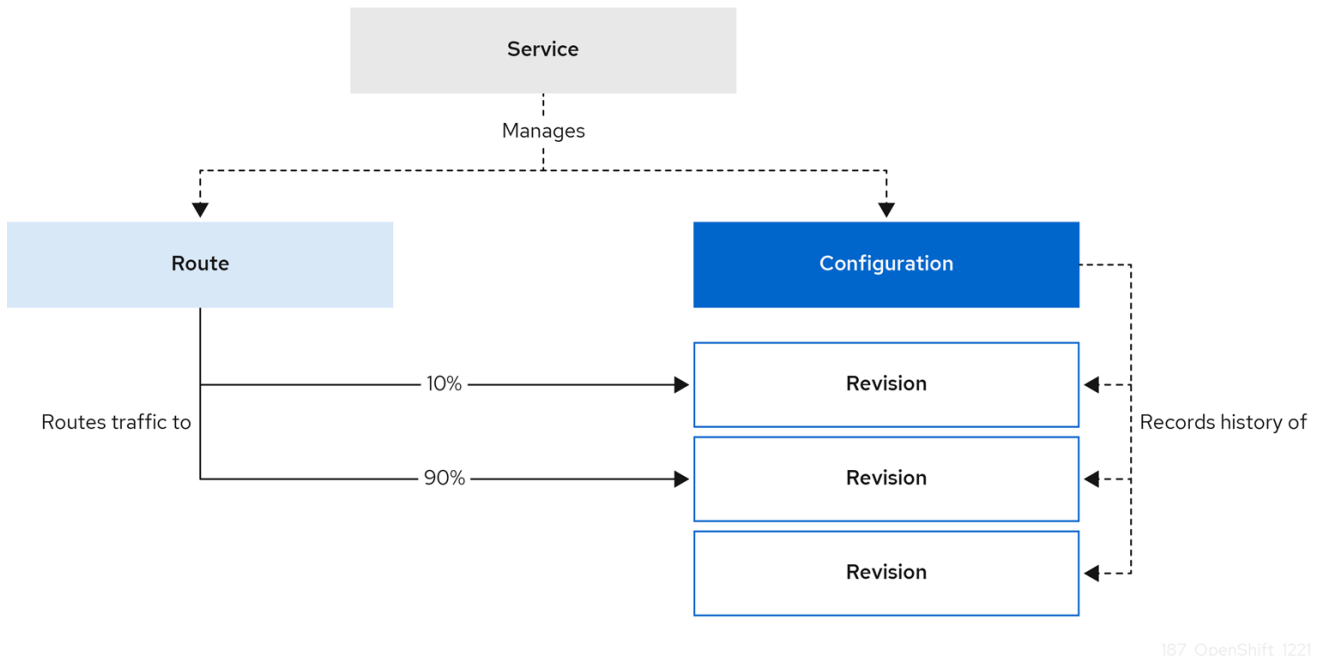 Service
Manages
Route
Configuration
10%
Revision
Routes traffic to
Records history of
90%
Revision
Revision
187_OpenShift_1221